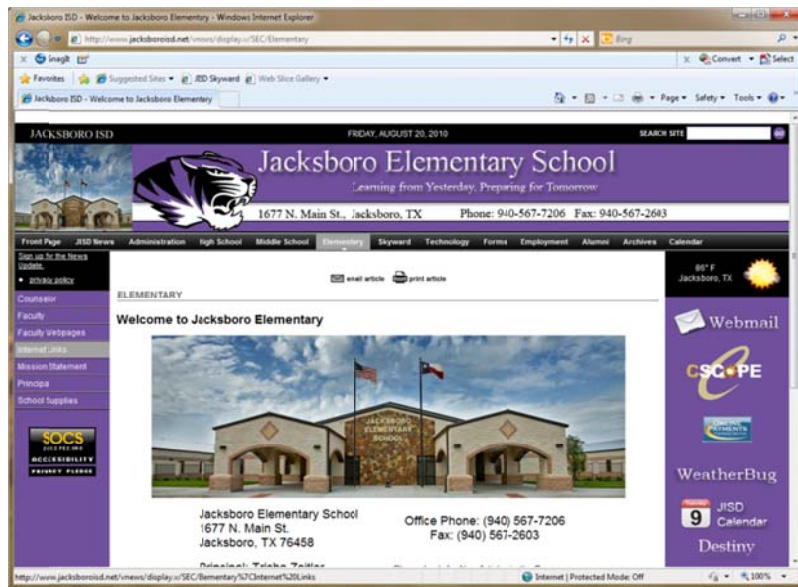 Jacksboro ISD - Welcome to Jacksboro Elementary - Windows Internet Explorer
http://www.jacksboroisd.net/vnews/display.v/SEC/Elementary
Bing
SnagIt
Convert Select
Favorites Suggested Sites JISD Skyward Web Slice Gallery
Jacksboro ISD - Welcome to Jacksboro Elementary
Page Safety Tools
JACKSBORO ISD FRIDAY, AUGUST 20, 2010 SEARCH SITE GO
Jacksboro Elementary School
Learning from Yesterday, Preparing for Tomorrow
1677 N. Main St., Jacksboro, TX Phone: 940-567-7206 Fax: 940-567-2603
Front Page JISD News Administration High School Middle School Elementary Skyward Technology Forms Employment Alumni Archives Calendar
Sign up for the News
Update.
privacy policy
Counselor
Faculty
Faculty Webpages
Internet Links
Mission Statement
Principal
School Supplies
SOCS
ACCESSIBILITY
PRIVACY PLEDGE
email article print article
ELEMENTARY
Welcome to Jacksboro Elementary
JACKSBORO
ELEMENTARY
SCHOOL
Jacksboro Elementary School
1677 N. Main St.
Jacksboro, TX 76458
Office Phone: (940) 567-7206
Fax: (940) 567-2603
86° F
Jacksboro, TX
Webmail
CSCOPE
ONLINE
PAYMENTS
WeatherBug
9
JISD
Calendar
Destiny
http://www.jacksboroisd.net/vnews/display.v/SEC/Elementary%7CInternet%20Links Internet | Protected Mode: Off 100%